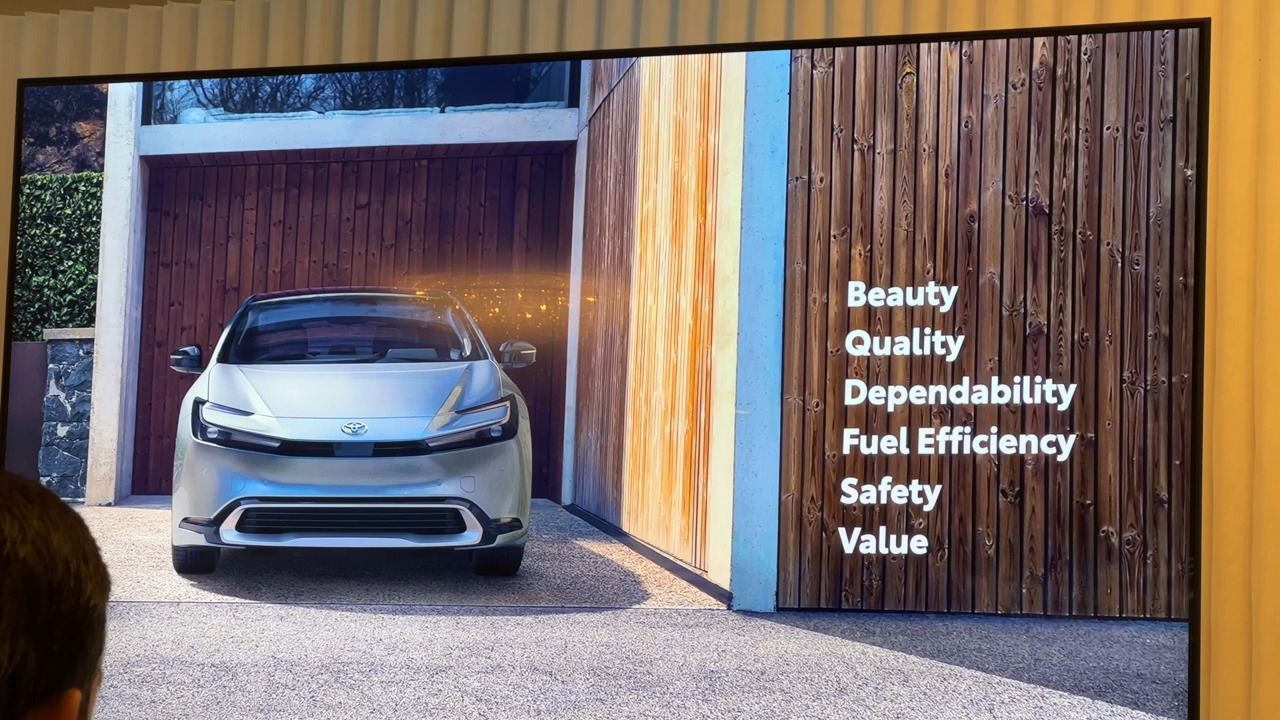 Beauty
Quality
Dependability
Fuel Efficiency
Safety
Value